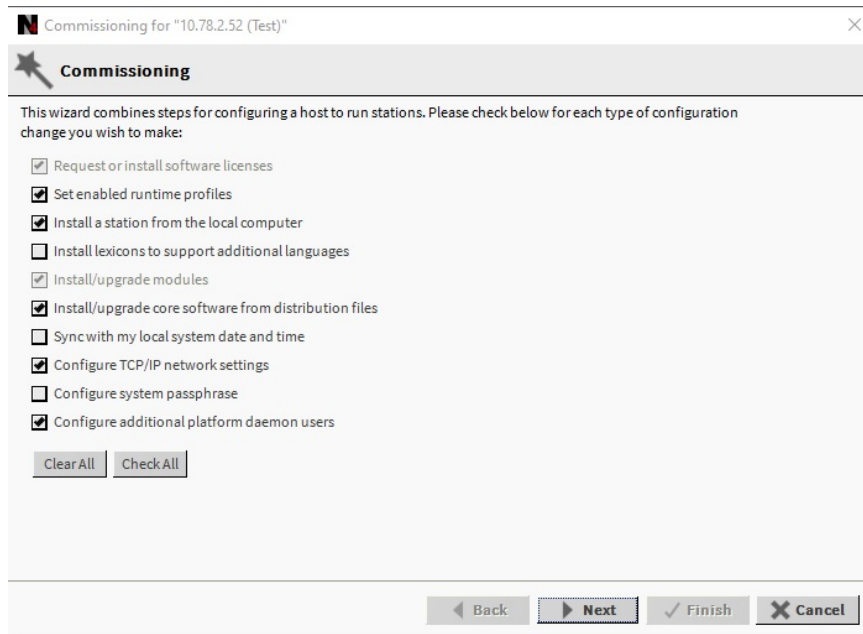 Commissioning for "10.78.2.52 (Test)"
Commissioning
This wizard combines steps for configuring a host to run stations. Please check below for each type of configuration
change you wish to make:
Request or install software licenses
Set enabled runtime profiles
Install a station from the local computer
Install lexicons to support additional languages
Install/upgrade modules
Install/upgrade core software from distribution files
Sync with my local system date and time
Configure TCP/IP network settings
Configure system passphrase
Configure additional platform daemon users
Clear All Check All
Back Next Finish Cancel